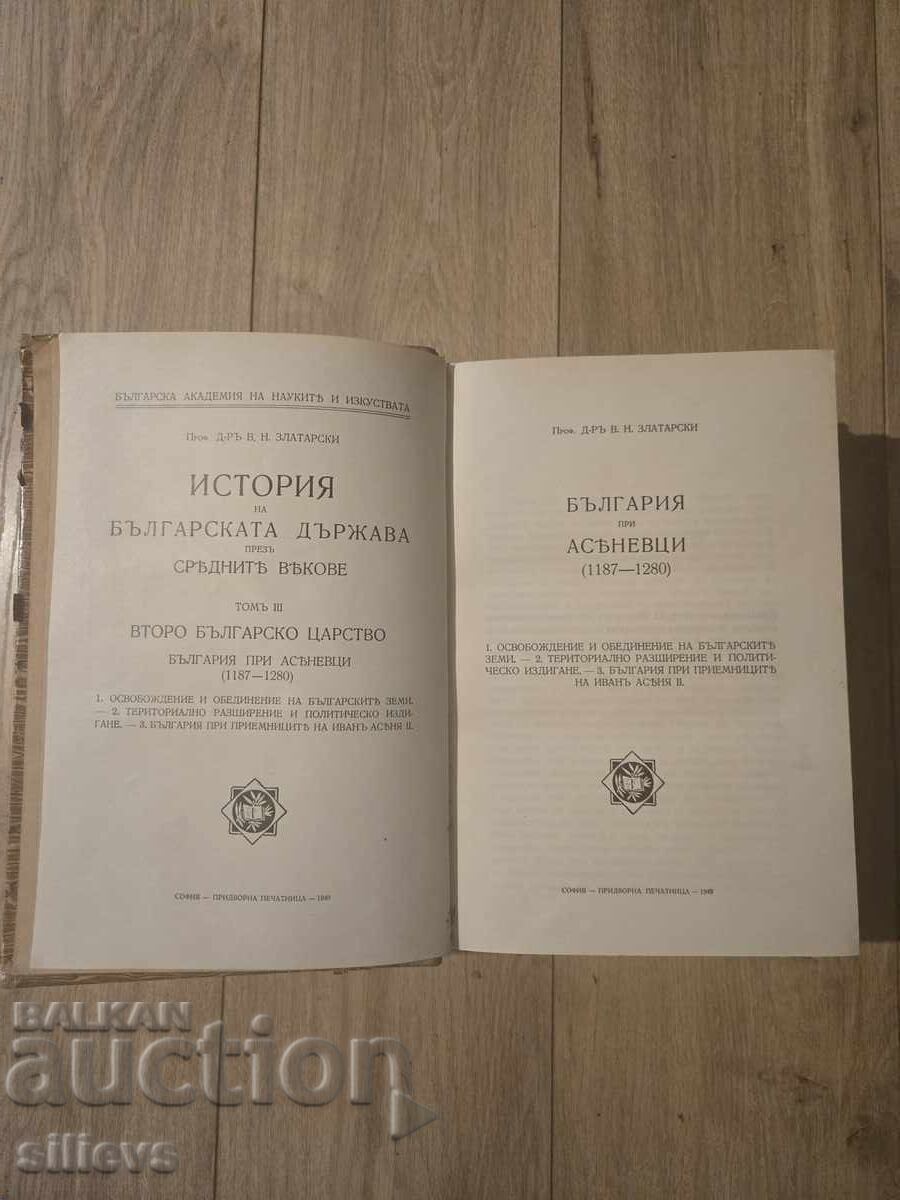 БЪЛГАРСКА АКАДЕМИЯ НА НАУКИТѢ И ИЗКУСТВАТА
Проф. Д-РЪ В. Н. ЗЛАТАРСКИ
ИСТОРИЯ
НА
БЪЛГАРСКАТА ДЪРЖАВА
ПРЕЗЪ
СРѢДНИТѢ ВѢКОВЕ
ТОМЪ III
ВТОРО БЪЛГАРСКО ЦАРСТВО
БЪЛГАРИЯ ПРИ АСѢНЕВЦИ
(1187—1280)
1. ОСВОБОЖДЕНИЕ И ОБЕДИНЕНИЕ НА БЪЛГАРСКИТѢ ЗЕМИ.
— 2. ТЕРИТОРИАЛНО РАЗШИРЕНИЕ И ПОЛИТИЧЕСКО ИЗДИ-
ГАНЕ. — 3. БЪЛГАРИЯ ПРИ ПРИЕМНИЦИТѢ НА ИВАНЪ АСѢНЯ II.
СОФИЯ — ПРИДВОРНА ПЕЧАТНИЦА — 1940
Проф. Д-РЪ В. Н. ЗЛАТАРСКИ
БЪЛГАРИЯ
ПРИ
АСѢНЕВЦИ
(1187—1280)
1. ОСВОБОЖДЕНИЕ И ОБЕДИНЕНИЕ НА БЪЛГАРСКИТѢ
ЗЕМИ. — 2. ТЕРИТОРИАЛНО РАЗШИРЕНИЕ И ПОЛИТИ-
ЧЕСКО ИЗДИГАНЕ. — 3. БЪЛГАРИЯ ПРИ ПРИЕМНИЦИТѢ
НА ИВАНЪ АСѢНЯ II.
СОФИЯ — ПРИДВОРНА ПЕЧАТНИЦА — 1940
BALKAN
auction
silievs